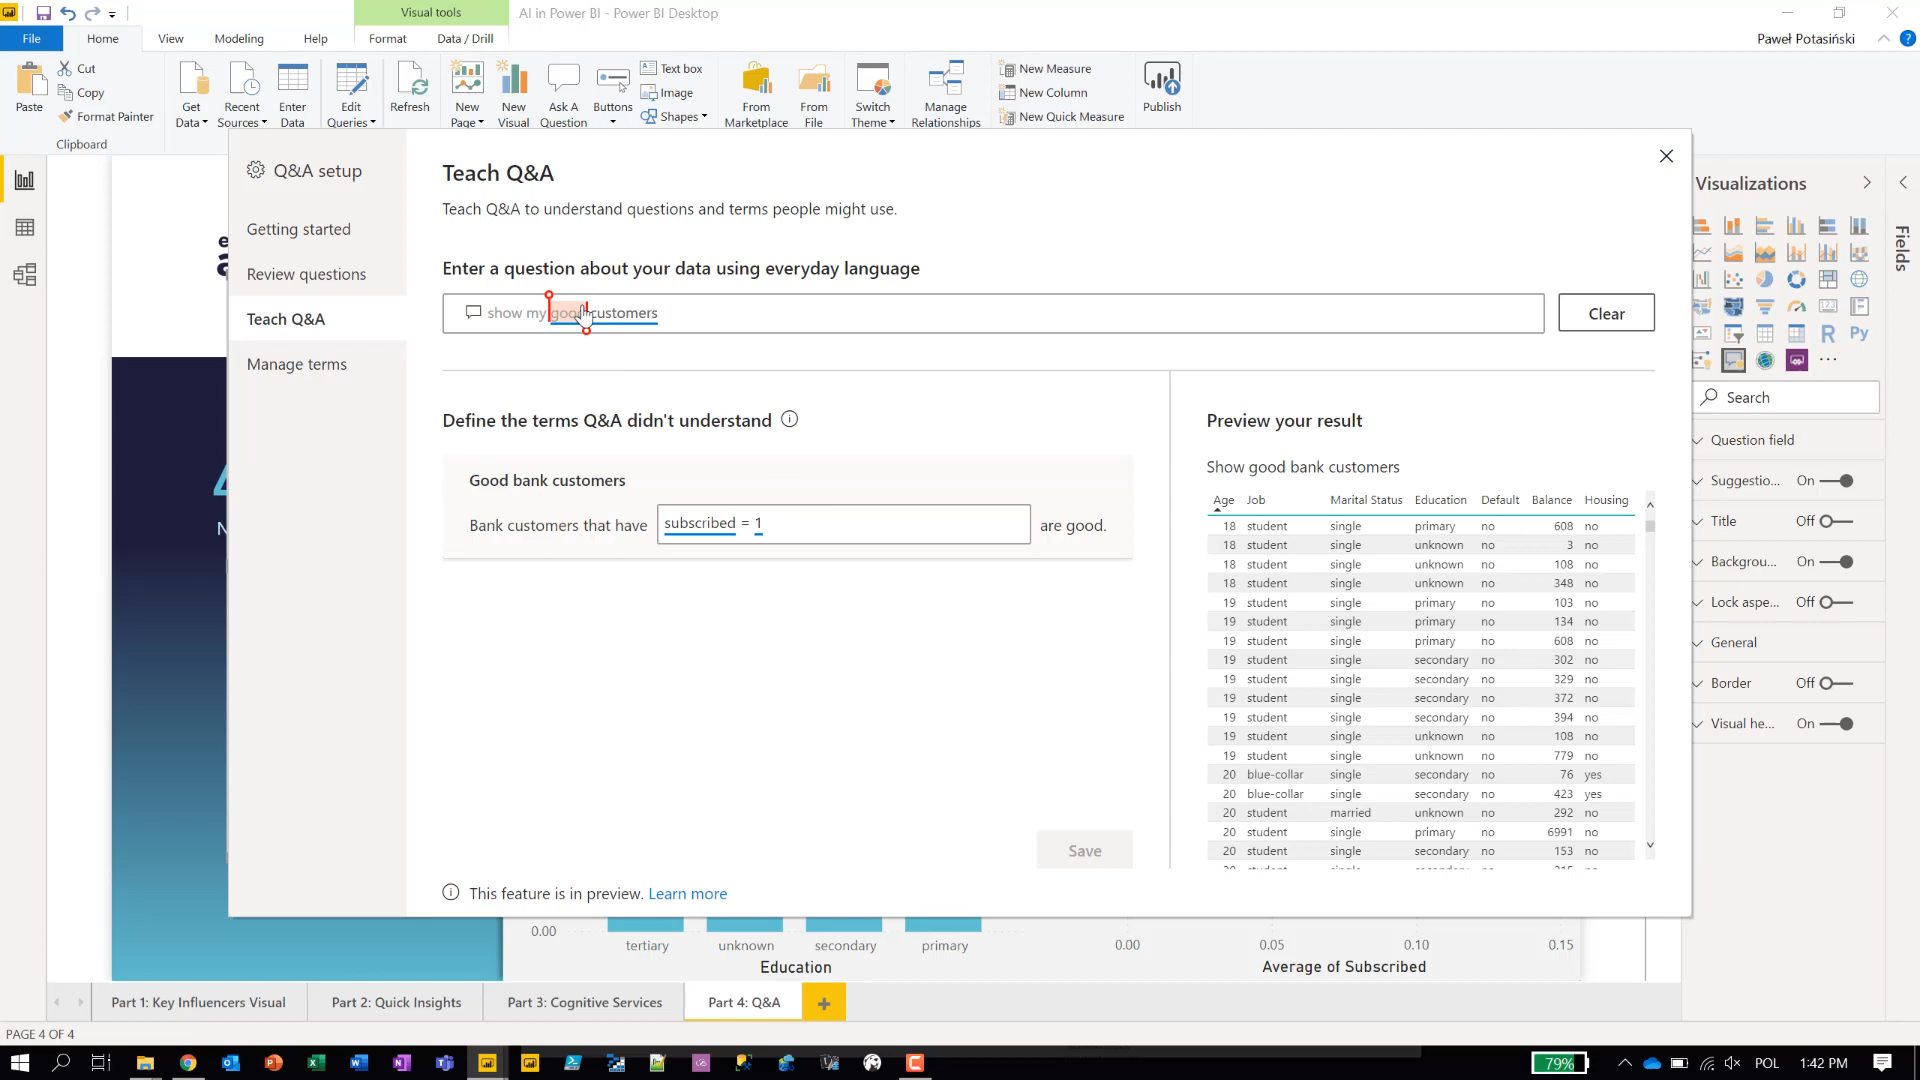 Visual tools
AI in Power BI - Power BI Desktop
File
Home
View
Modeling
Help
Format
Data / Drill
Paweł Potasiński
Paste
Cut
Copy
Format Painter
Clipboard
Get Data
Recent Sources
Enter Data
Edit Queries
Refresh
New Page
New Visual
Ask A Question
Buttons
Text box
Image
Shapes
From Marketplace
From File
Switch Theme
Manage Relationships
New Measure
New Column
New Quick Measure
Publish
Q&A setup
Getting started
Review questions
Teach Q&A
Manage terms
Teach Q&A
Teach Q&A to understand questions and terms people might use.
Enter a question about your data using everyday language
show my good customers
Clear
Define the terms Q&A didn't understand
Good bank customers
Bank customers that have subscribed = 1 are good.
Save
This feature is in preview. Learn more
Preview your result
Show good bank customers
Age Job Marital Status Education Default Balance Housing
18 student single primary no 608 no
18 student single unknown no 3 no
18 student single unknown no 108 no
18 student single unknown no 348 no
19 student single primary no 103 no
19 student single primary no 134 no
19 student single primary no 608 no
19 student single secondary no 302 no
19 student single secondary no 329 no
19 student single secondary no 372 no
19 student single secondary no 394 no
19 student single unknown no 108 no
19 student single unknown no 779 no
20 blue-collar single secondary no 76 yes
20 blue-collar single secondary no 423 yes
20 student married unknown no 292 no
20 student single primary no 6991 no
20 student single secondary no 153 no
Visualizations
Fields
R
Py
Search
Question field
Suggestio... On
Title Off
Backgrou... On
Lock aspe... Off
General
Border Off
Visual he... On
0.00
tertiary
unknown
secondary
primary
Education
0.00
0.05
0.10
0.15
Average of Subscribed
Part 1: Key Influencers Visual
Part 2: Quick Insights
Part 3: Cognitive Services
Part 4: Q&A
PAGE 4 OF 4
79%
POL
1:42 PM